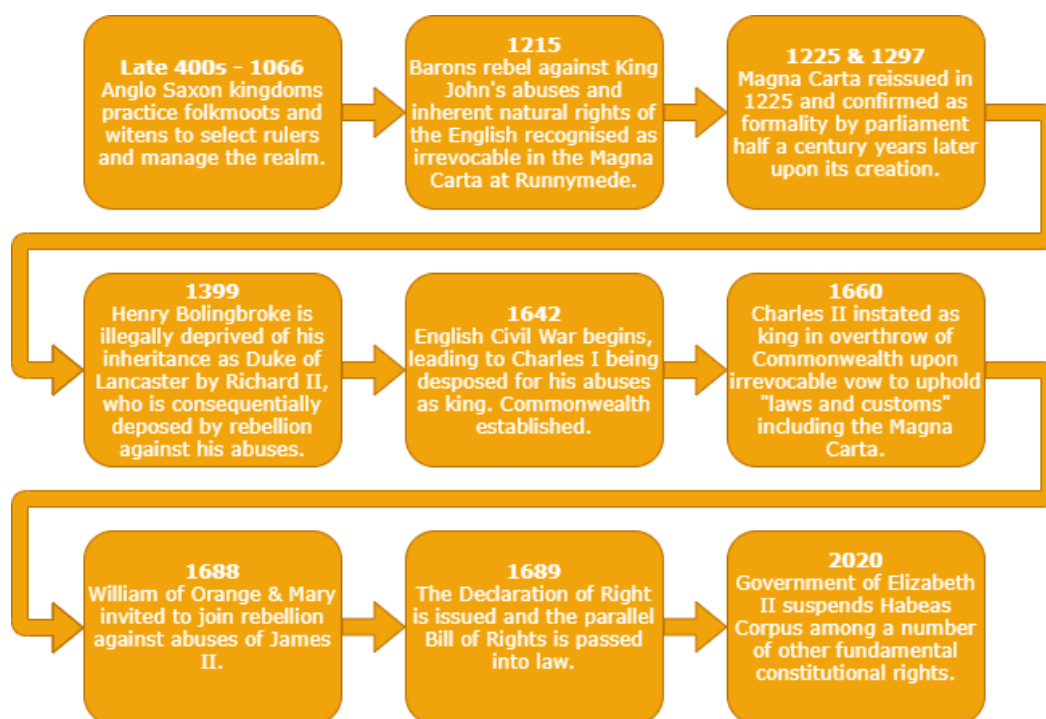 Late 400s - 1066
Anglo Saxon kingdoms
practice folkmoots and
witens to select rulers
and manage the realm.
1215
Barons rebel against King
John's abuses and
inherent natural rights of
the English recognised as
irrevocable in the Magna
Carta at Runnymede.
1225 & 1297
Magna Carta reissued in
1225 and confirmed as
formality by parliament
half a century years later
upon its creation.
1399
Henry Bolingbroke is
illegally deprived of his
inheritance as Duke of
Lancaster by Richard II,
who is consequentially
deposed by rebellion
against his abuses.
1642
English Civil War begins,
leading to Charles I being
desposed for his abuses
as king. Commonwealth
established.
1660
Charles II instated as
king in overthrow of
Commonwealth upon
irrevocable vow to uphold
"laws and customs"
including the Magna
Carta.
1688
William of Orange & Mary
invited to join rebellion
against abuses of James
II.
1689
The Declaration of Right
is issued and the parallel
Bill of Rights is passed
into law.
2020
Government of Elizabeth
II suspends Habeas
Corpus among a number
of other fundamental
constitutional rights.